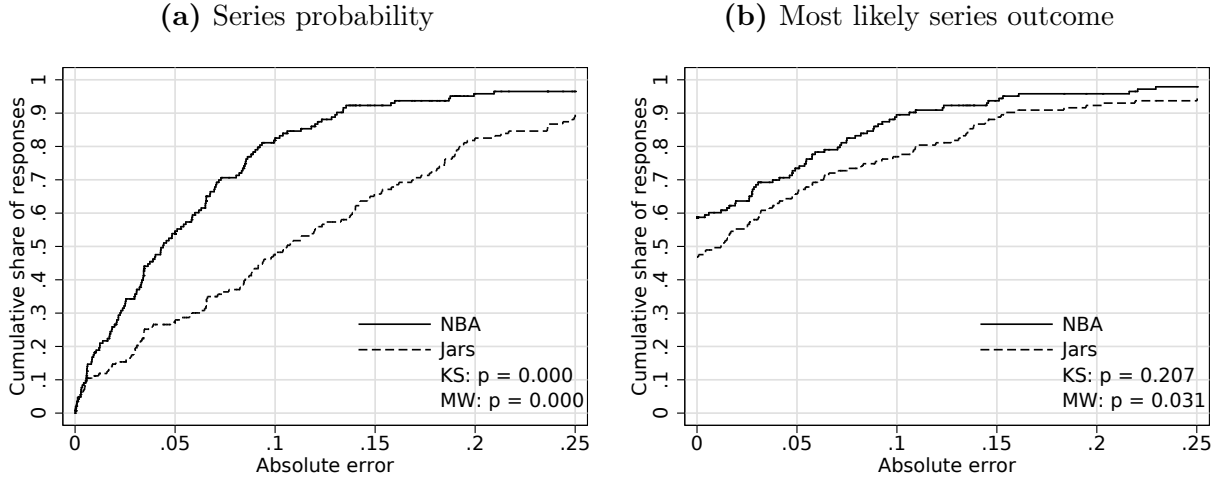 (a) Series probability
Cumulative share of responses
1
.9
.8
.7
.6
.5
.4
.3
.2
.1
0
NBA
Jars
KS: p = 0.000
MW: p = 0.000
0 .05 .1 .15 .2 .25
Absolute error
(b) Most likely series outcome
Cumulative share of responses
1
.9
.8
.7
.6
.5
.4
.3
.2
.1
0
NBA
Jars
KS: p = 0.207
MW: p = 0.031
0 .05 .1 .15 .2 .25
Absolute error